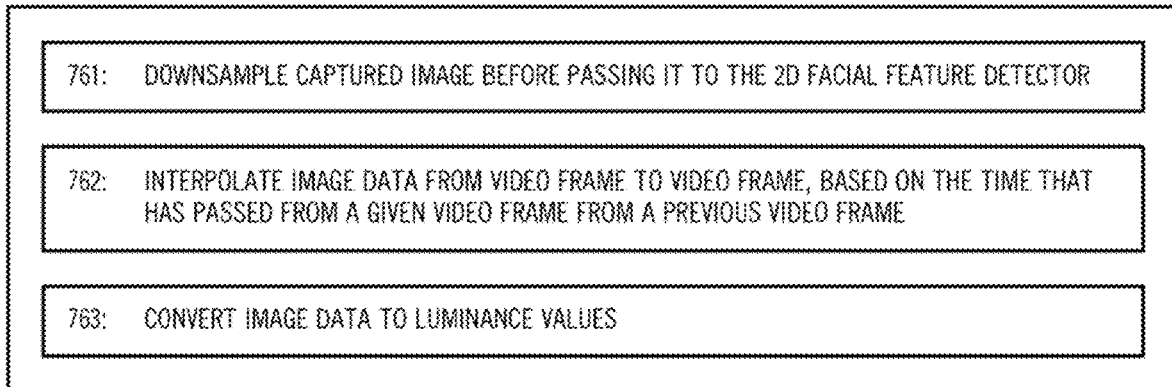 761: DOWNSAMPLE CAPTURED IMAGE BEFORE PASSING IT TO THE 2D FACIAL FEATURE DETECTOR
762: INTERPOLATE IMAGE DATA FROM VIDEO FRAME TO VIDEO FRAME, BASED ON THE TIME THAT
HAS PASSED FROM A GIVEN VIDEO FRAME FROM A PREVIOUS VIDEO FRAME
763: CONVERT IMAGE DATA TO LUMINANCE VALUES